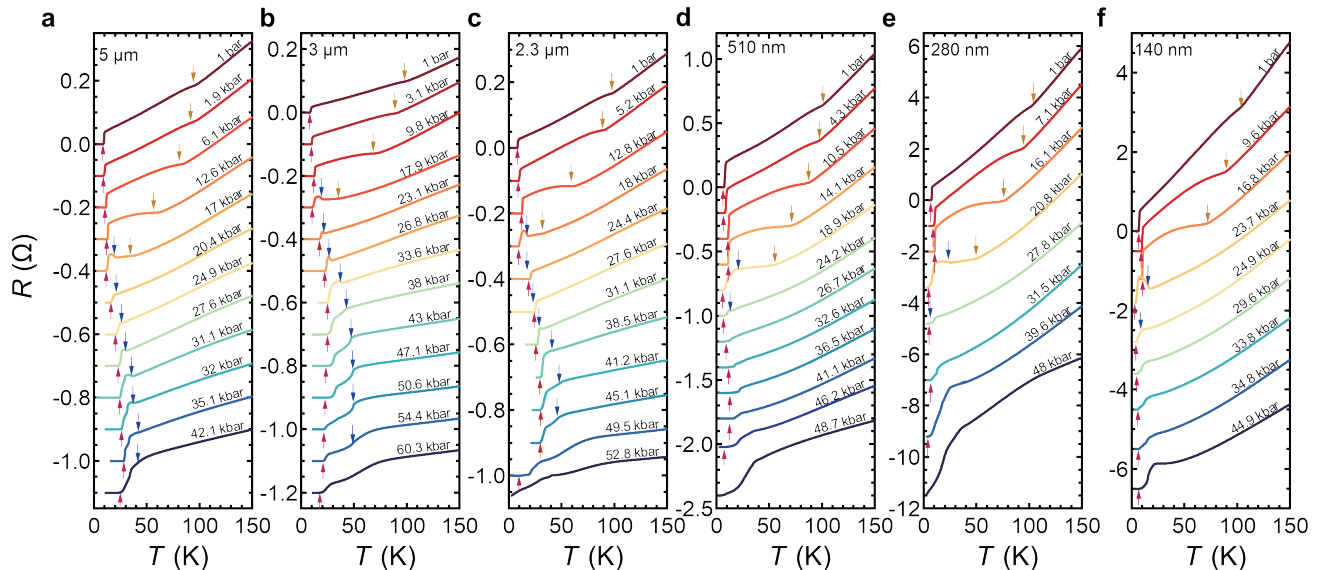 a
5 µm
1 bar
1.9 kbar
6.1 kbar
12.6 kbar
17 kbar
20.4 kbar
24.9 kbar
27.6 kbar
31.1 kbar
32 kbar
35.1 kbar
42.1 kbar
0.2
0.0
-0.2
-0.4
-0.6
-0.8
-1.0
R (Ω)
0 50 100 150
T (K)
b
3 µm
1 bar
3.1 kbar
9.8 kbar
17.9 kbar
23.1 kbar
26.8 kbar
33.6 kbar
38 kbar
43 kbar
47.1 kbar
50.6 kbar
54.4 kbar
60.3 kbar
0.2
0.0
-0.2
-0.4
-0.6
-0.8
-1.0
-1.2
0 50 100 150
T (K)
c
2.3 µm
1 bar
5.2 kbar
12.8 kbar
18 kbar
24.4 kbar
27.6 kbar
31.1 kbar
38.5 kbar
41.2 kbar
45.1 kbar
49.5 kbar
52.8 kbar
0.2
0.0
-0.2
-0.4
-0.6
-0.8
-1.0
0 50 100 150
T (K)
d
510 nm
1 bar
4.3 kbar
10.5 kbar
14.1 kbar
18.9 kbar
24.2 kbar
26.7 kbar
32.6 kbar
36.5 kbar
41.1 kbar
46.2 kbar
48.7 kbar
1.0
0.5
0.0
-0.5
-1.0
-1.5
-2.0
-2.5
0 50 100 150
T (K)
e
280 nm
1 bar
7.1 kbar
16.1 kbar
20.8 kbar
27.8 kbar
31.5 kbar
39.6 kbar
48 kbar
6
4
2
0
-2
-4
-6
-8
-10
-12
0 50 100 150
T (K)
f
140 nm
1 bar
9.6 kbar
16.8 kbar
23.7 kbar
24.9 kbar
29.6 kbar
33.8 kbar
34.8 kbar
44.9 kbar
4
2
0
-2
-4
-6
0 50 100 150
T (K)